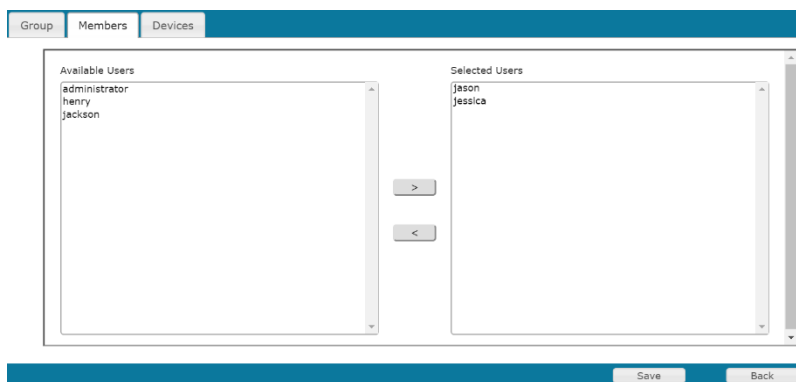 Group Members Devices
Available Users
Selected Users
administrator
henry
jackson
jason
jessica
>
<
Save Back